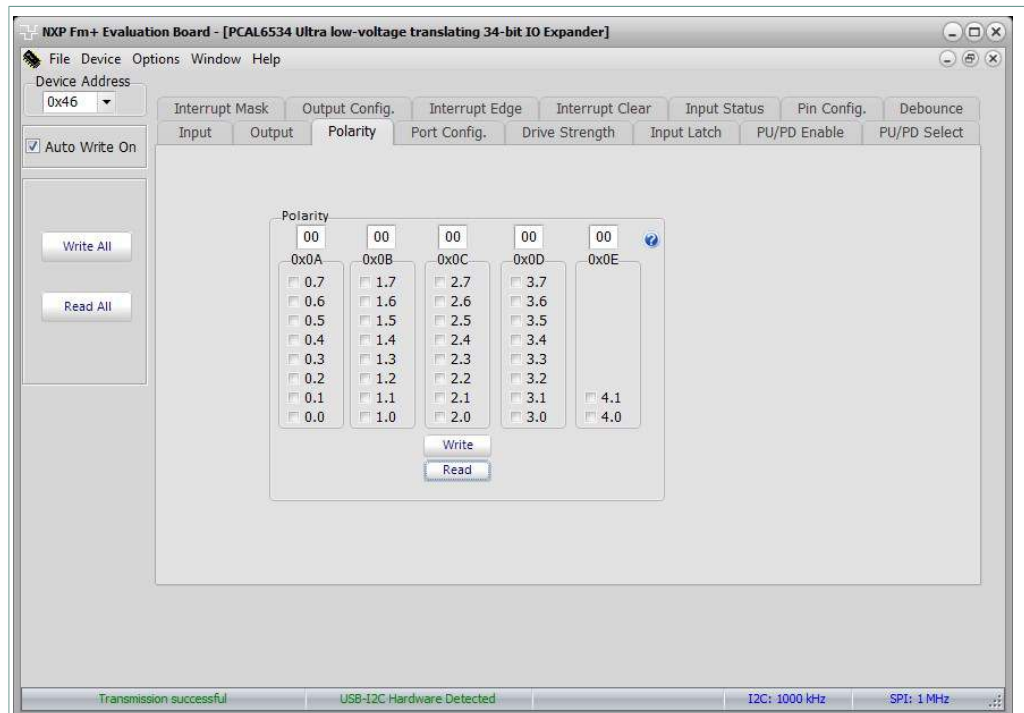 NXP Fm+ Evaluation Board - [PCAL6534 Ultra low-voltage translating 34-bit IO Expander]
File Device Options Window Help
Device Address
0x46
Auto Write On
Write All
Read All
Interrupt Mask Output Config. Interrupt Edge Interrupt Clear Input Status Pin Config. Debounce
Input Output Polarity Port Config. Drive Strength Input Latch PU/PD Enable PU/PD Select
Polarity
00 00 00 00 00
0x0A 0x0B 0x0C 0x0D 0x0E
0.7 1.7 2.7 3.7
0.6 1.6 2.6 3.6
0.5 1.5 2.5 3.5
0.4 1.4 2.4 3.4
0.3 1.3 2.3 3.3
0.2 1.2 2.2 3.2
0.1 1.1 2.1 3.1 4.1
0.0 1.0 2.0 3.0 4.0
Write
Read
Transmission successful USB-I2C Hardware Detected I2C: 1000 kHz SPI: 1 MHz